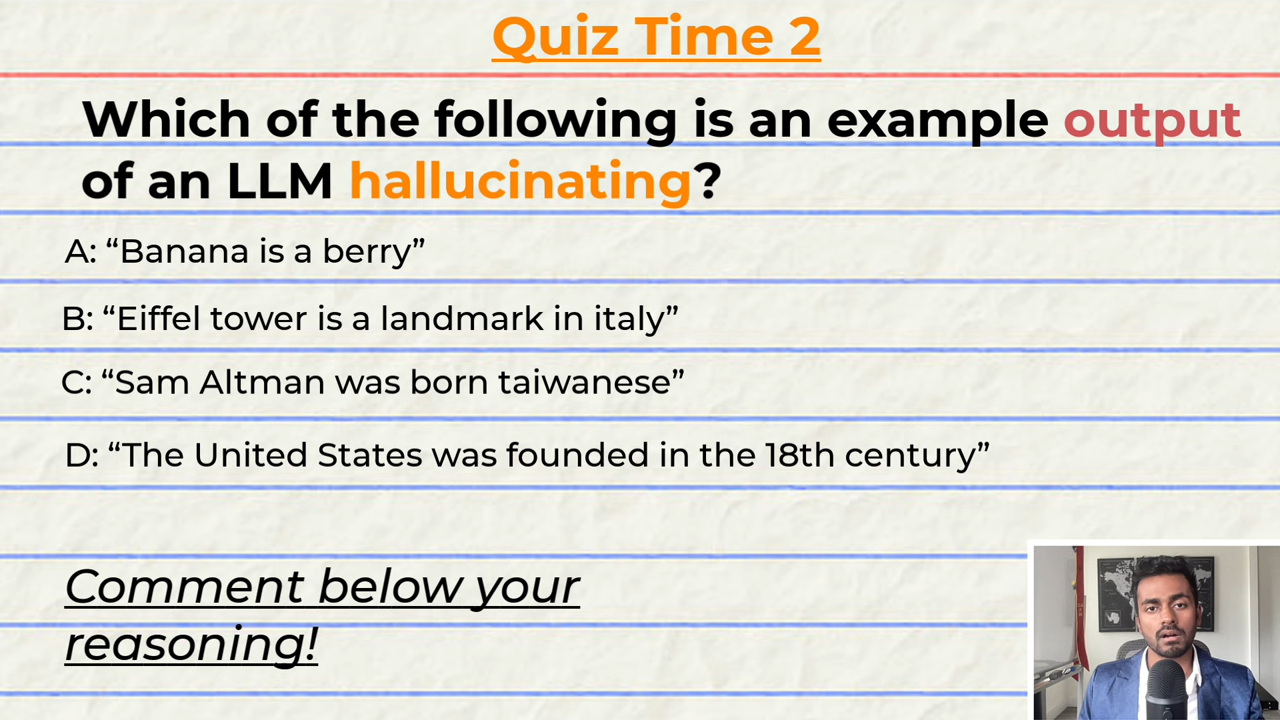 Quiz Time 2
Which of the following is an example output
of an LLM hallucinating?
A: “Banana is a berry”
B: “Eiffel tower is a landmark in italy”
C: “Sam Altman was born taiwanese”
D: “The United States was founded in the 18th century”
Comment below your
reasoning!